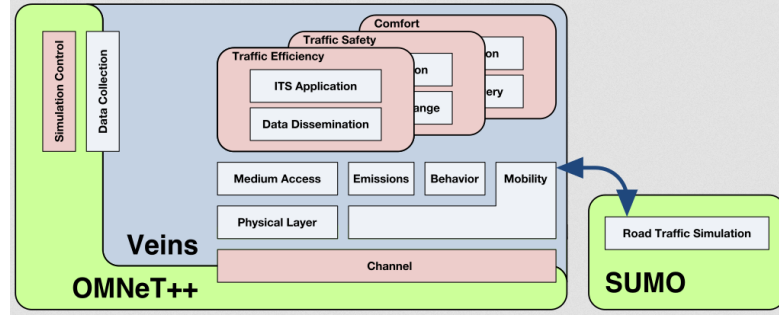 Comfort
Traffic Safety
Traffic Efficiency
ITS Application
Data Dissemination
on
ange
on
ery
Simulation Control
Data Collection
Medium Access
Emissions
Behavior
Mobility
Physical Layer
Road Traffic Simulation
Veins
Channel
OMNeT++
SUMO